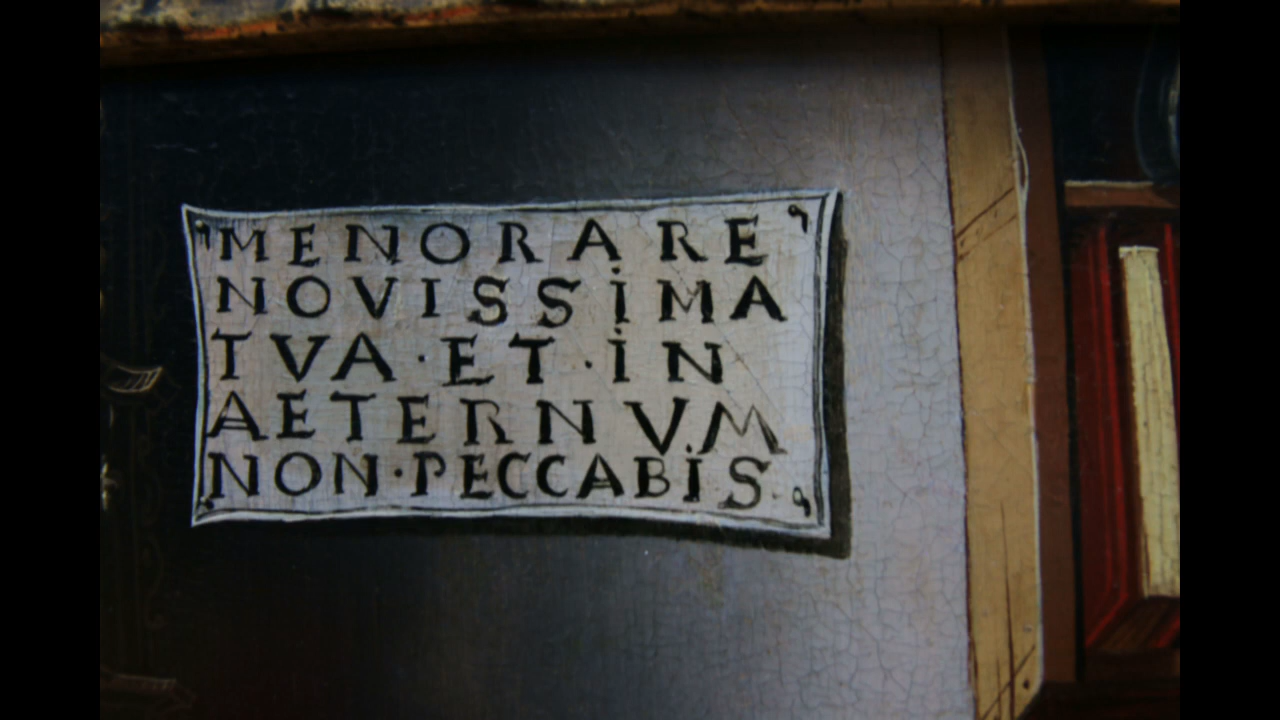 MENORARE
NOVISSIMA
TVA·ET·IN
AETERNVM
NON·PECCABIS